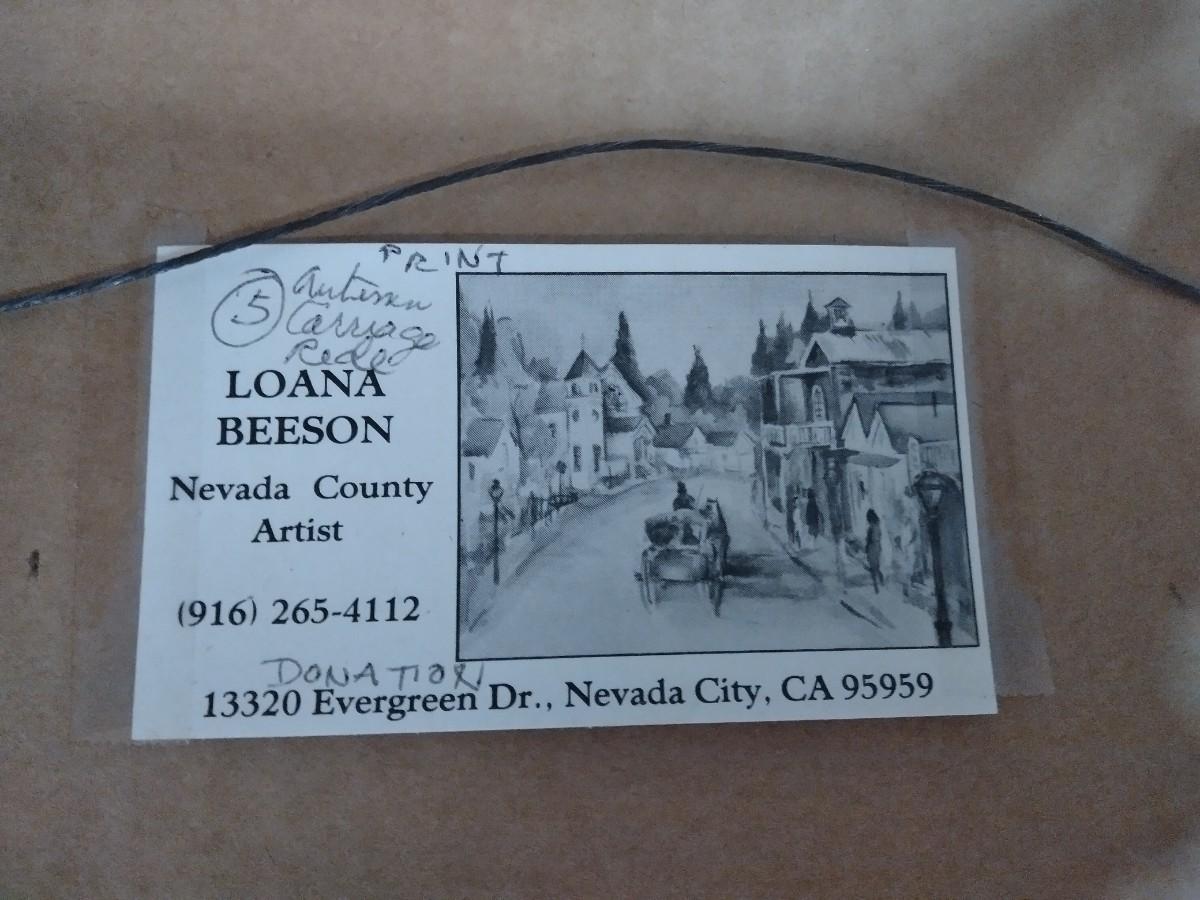 PRINT
5 Autumn
Carriage
Ride
LOANA
BEESON
Nevada County
Artist
(916) 265-4112
DONATION
13320 Evergreen Dr., Nevada City, CA 95959